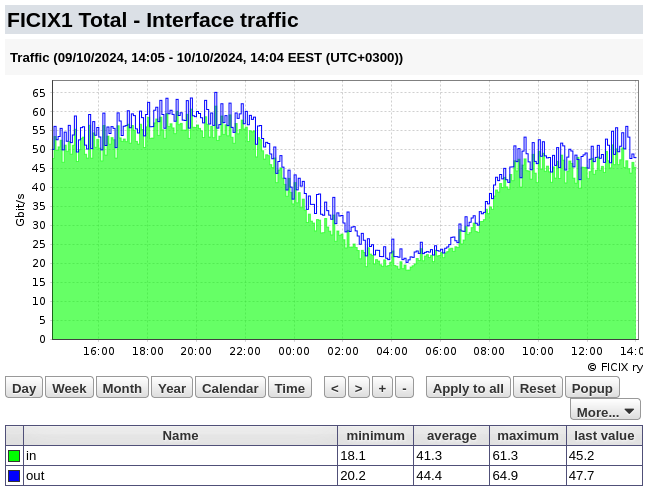 FICIX1 Total - Interface traffic
Traffic (09/10/2024, 14:05 - 10/10/2024, 14:04 EEST (UTC+0300))
65
60
55
50
45
40
35
30
25
20
15
10
5
0
Gbit/s
16:00 18:00 20:00 22:00 00:00 02:00 04:00 06:00 08:00 10:00 12:00 14:0
© FICIX ry
Day Week Month Year Calendar Time < > + - Apply to all Reset Popup
More...
Name minimum average maximum last value
in 18.1 41.3 61.3 45.2
out 20.2 44.4 64.9 47.7